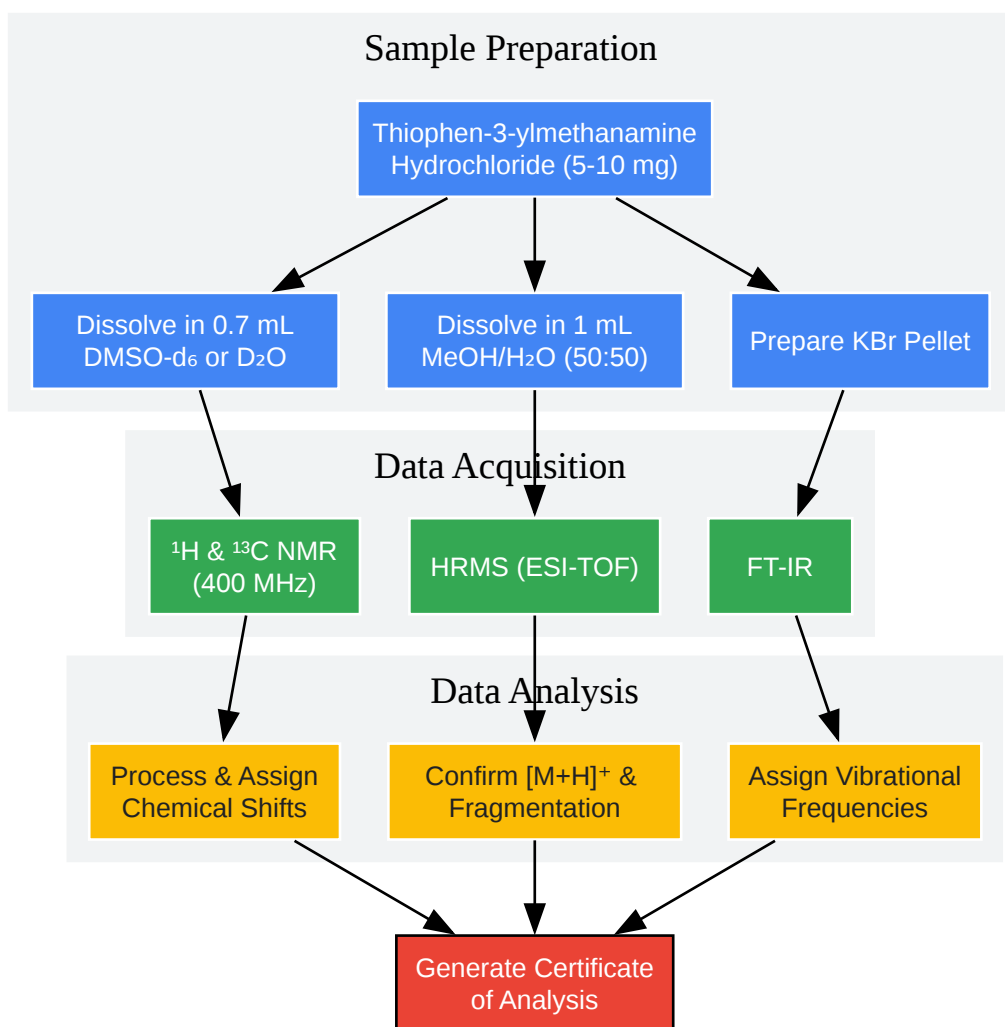 Sample Preparation
Thiophen-3-ylmethanamine
Hydrochloride (5-10 mg)
Dissolve in 0.7 mL
DMSO-d₆ or D₂O
Dissolve in 1 mL
MeOH/H₂O (50:50)
Prepare KBr Pellet
Data Acquisition
¹H & ¹³C NMR
(400 MHz)
HRMS (ESI-TOF)
FT-IR
Data Analysis
Process & Assign
Chemical Shifts
Confirm [M+H]⁺ &
Fragmentation
Assign Vibrational
Frequencies
Generate Certificate
of Analysis